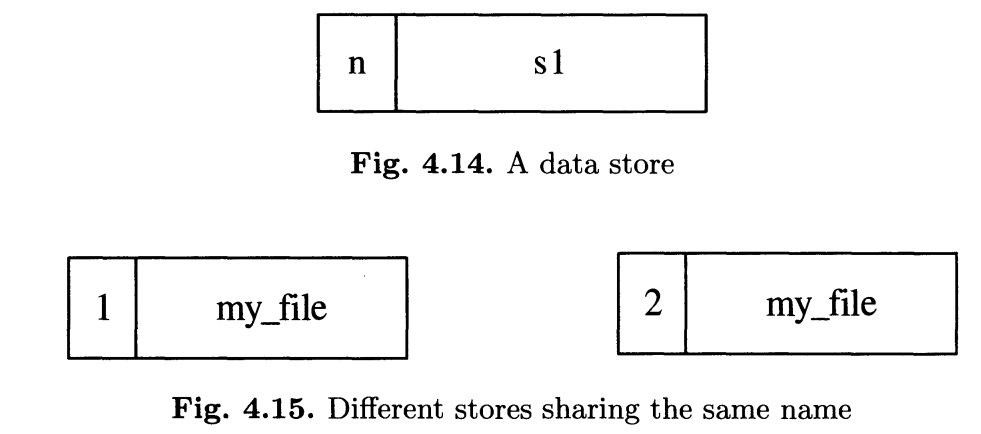 n s1
Fig. 4.14. A data store
1 my_file 2 my_file
Fig. 4.15. Different stores sharing the same name